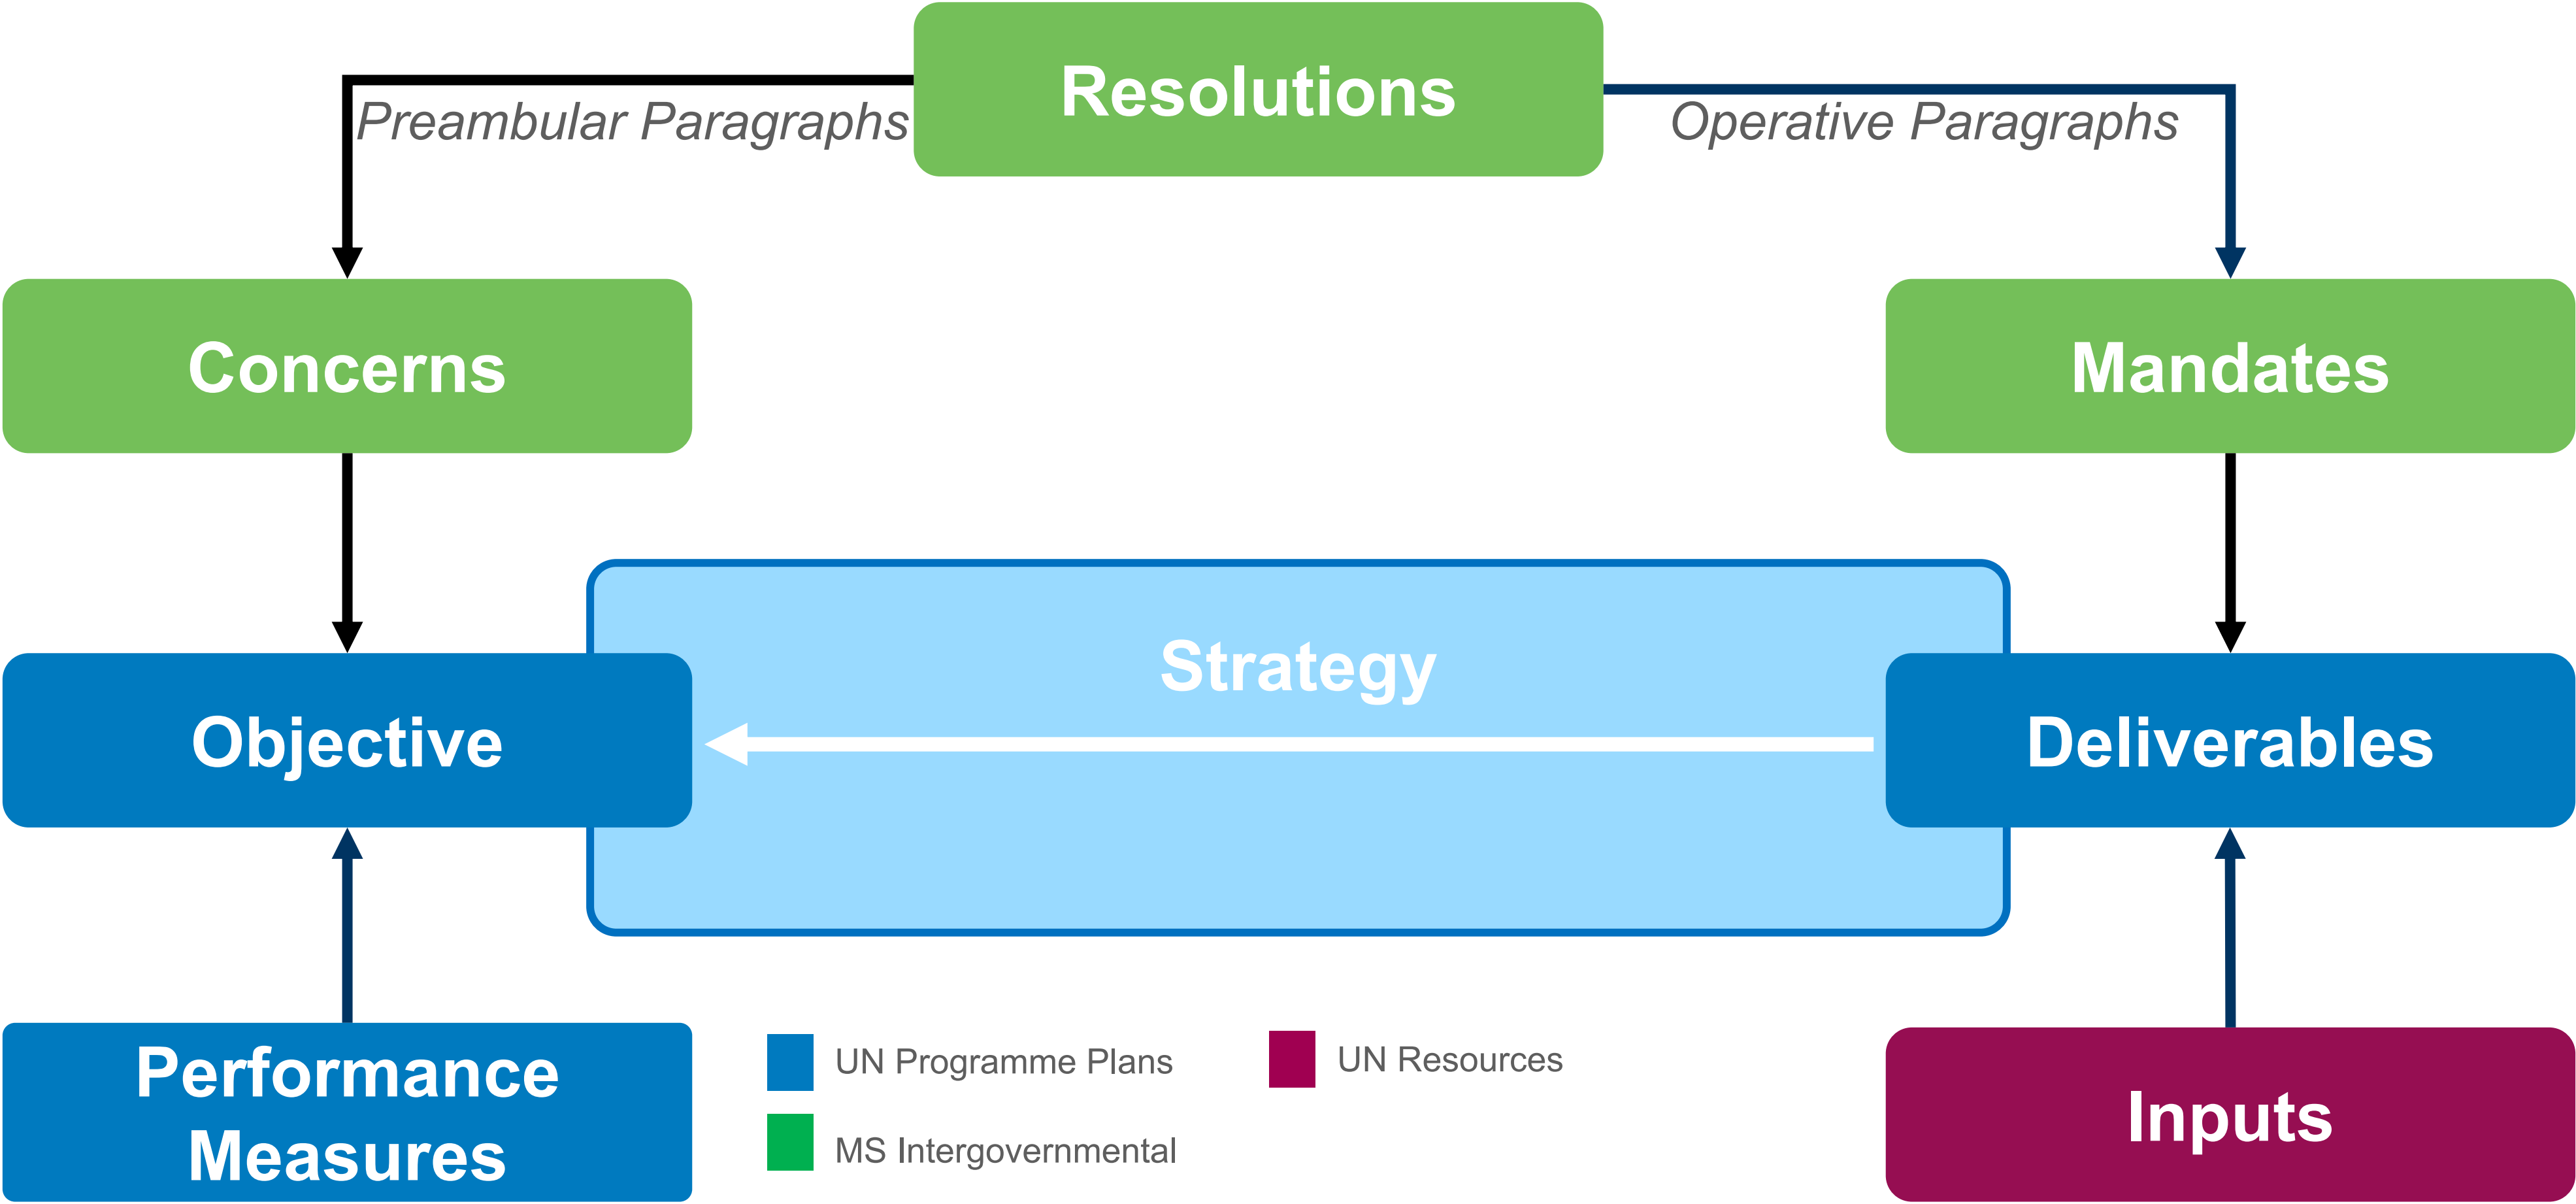 Resolutions
Preambular Paragraphs
Operative Paragraphs
Concerns
Mandates
Strategy
Objective
Deliverables
Performance
Measures
UN Programme Plans
UN Resources
MS Intergovernmental
Inputs